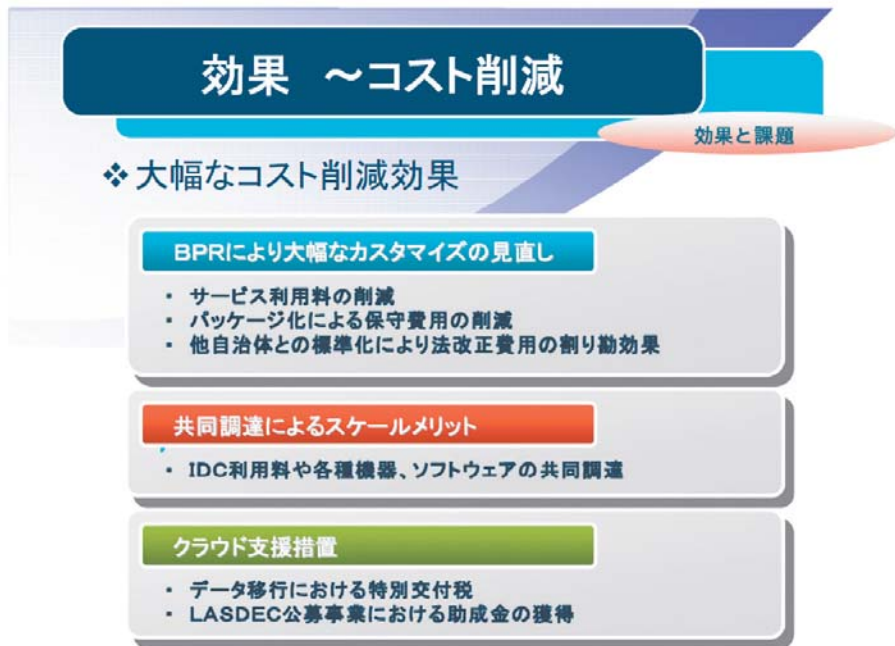 効果　～コスト削減
効果と課題
❖大幅なコスト削減効果
BPRにより大幅なカスタマイズの見直し
▪ サービス利用料の削減
▪ パッケージ化による保守費用の削減
▪ 他自治体との標準化により法改正費用の割り勘効果
共同調達によるスケールメリット
▪ IDC利用料や各種機器、ソフトウェアの共同調達
クラウド支援措置
▪ データ移行における特別交付税
▪ LASDEC公募事業における助成金の獲得